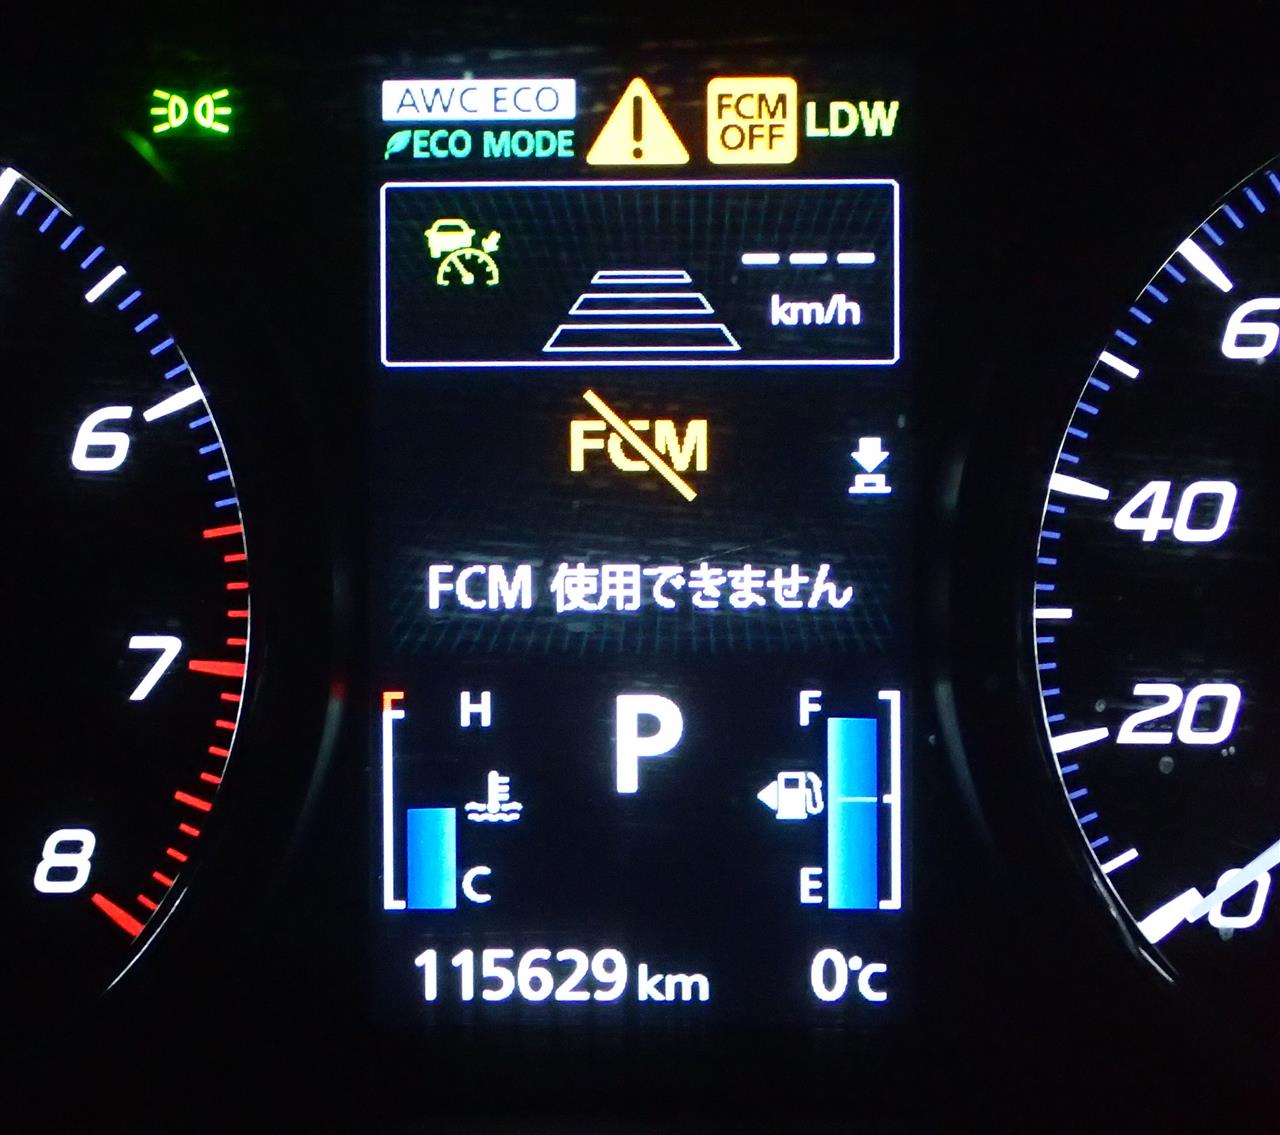 AWC ECO
ECO MODE
FCM
OFF
LDW
km/h
FCM
FCM 使用できません
6
7
8
6
40
20
0
H
C
P
F
E
115629 km
0℃